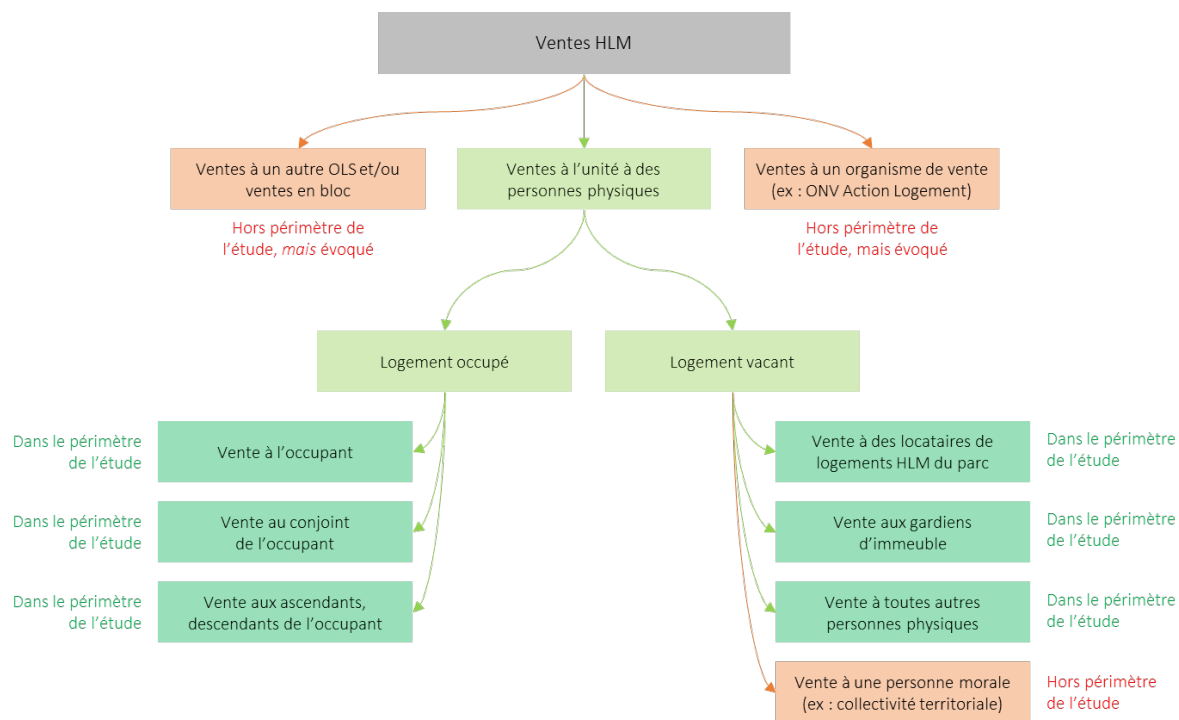 Ventes HLM
Ventes à un autre OLS et/ou
ventes en bloc
Hors périmètre de
l'étude, mais évoqué
Ventes à l'unité à des
personnes physiques
Ventes à un organisme de vente
(ex : ONV Action Logement)
Hors périmètre de
l'étude, mais évoqué
Logement occupé
Logement vacant
Dans le périmètre
de l'étude
Vente à l'occupant
Dans le périmètre
de l'étude
Vente au conjoint
de l'occupant
Dans le périmètre
de l'étude
Vente aux ascendants,
descendants de l'occupant
Vente à des locataires de
logements HLM du parc
Dans le périmètre
de l'étude
Vente aux gardiens
d'immeuble
Dans le périmètre
de l'étude
Vente à toutes autres
personnes physiques
Dans le périmètre
de l'étude
Vente à une personne morale
(ex : collectivité territoriale)
Hors périmètre
de l'étude